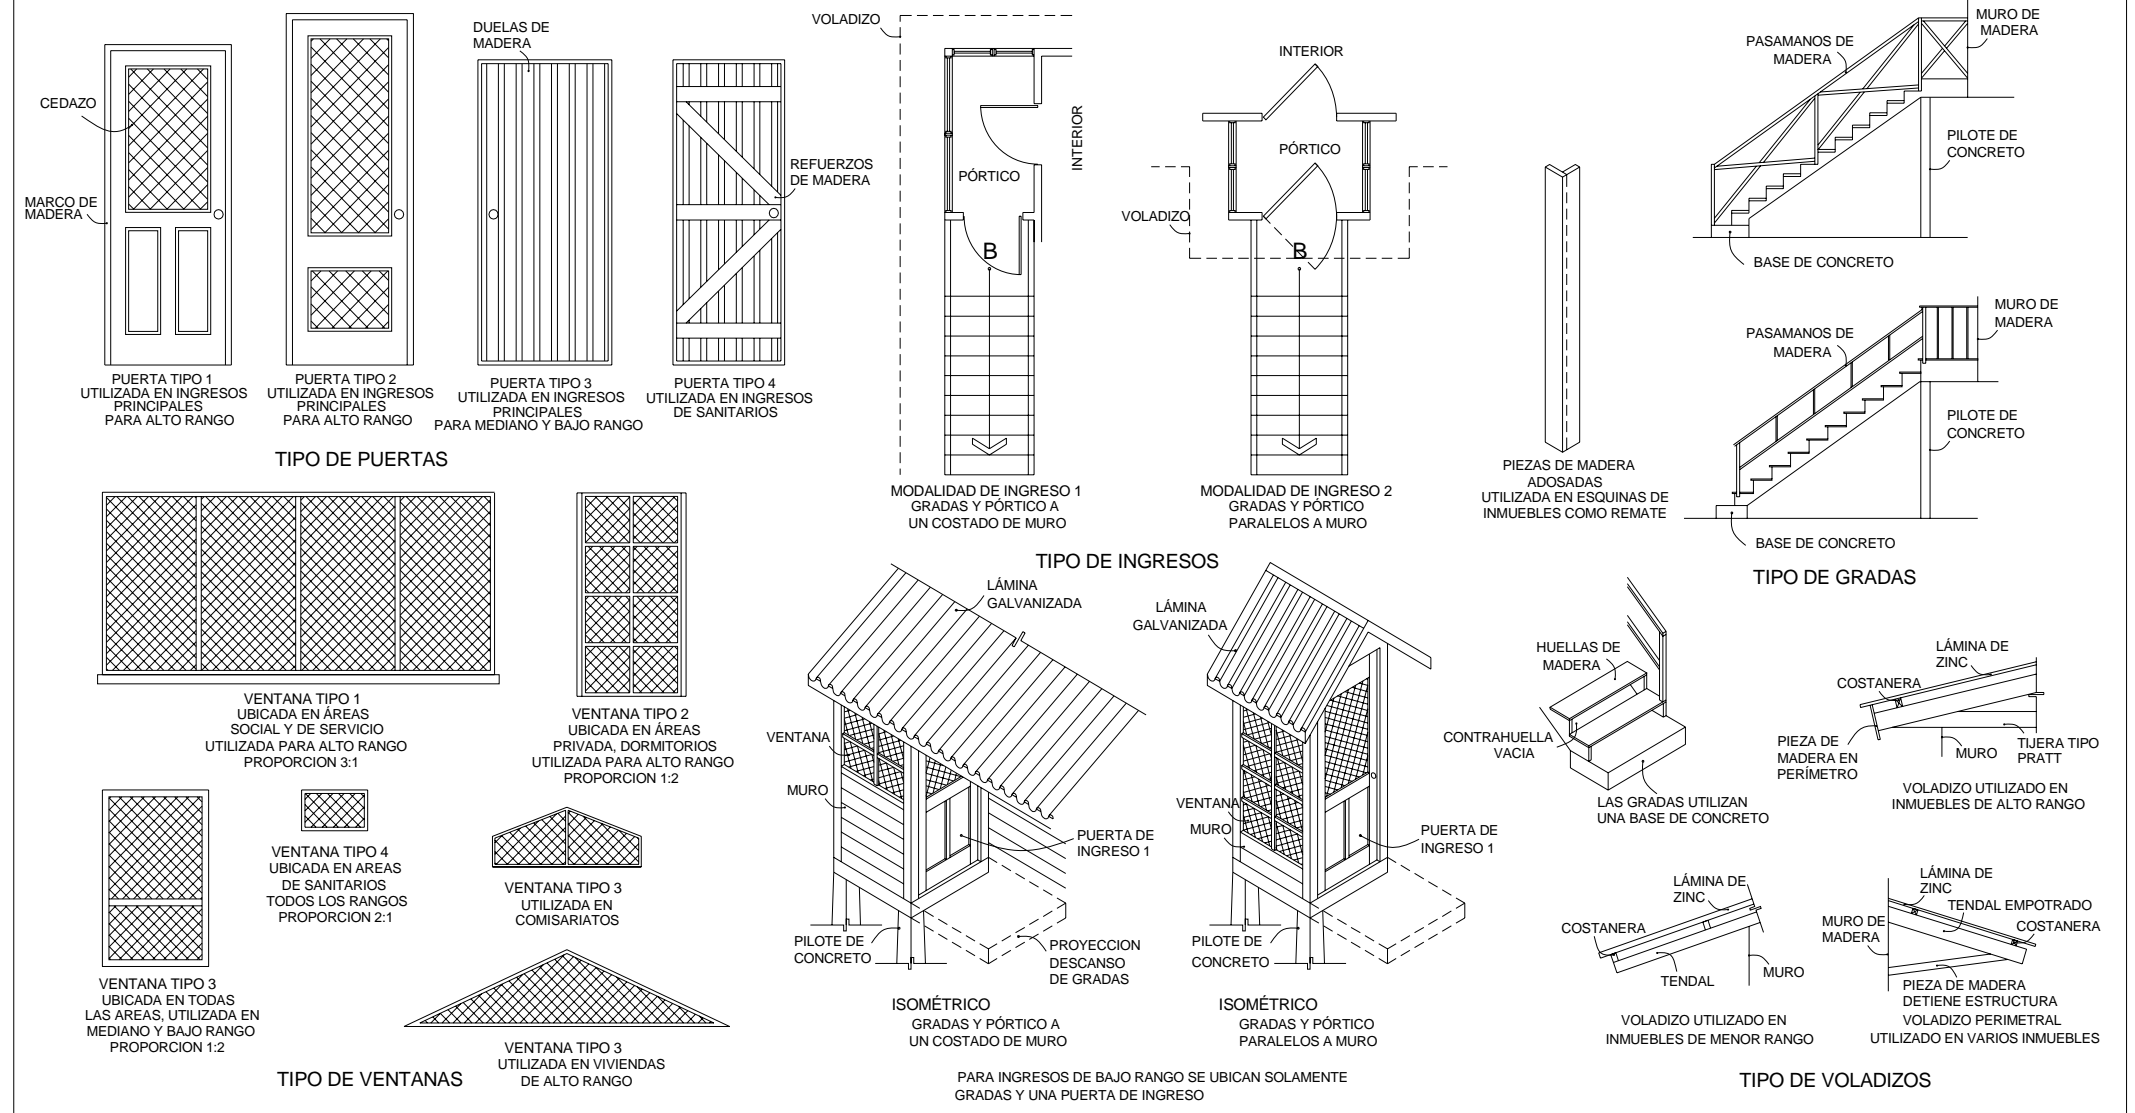 CEDAZO
MARCO DE
MADERA
DUELAS DE
MADERA
REFUERZOS
DE MADERA
PUERTA TIPO 1
UTILIZADA EN INGRESOS
PRINCIPALES
PARA ALTO RANGO
PUERTA TIPO 2
UTILIZADA EN INGRESOS
PRINCIPALES
PARA ALTO RANGO
PUERTA TIPO 3
UTILIZADA EN INGRESOS
PRINCIPALES
PARA MEDIANO Y BAJO RANGO
PUERTA TIPO 4
UTILIZADA EN INGRESOS
DE SANITARIOS
TIPO DE PUERTAS
VOLADIZO
INTERIOR
PÓRTICO
B
MODALIDAD DE INGRESO 1
GRADAS Y PÓRTICO A
UN COSTADO DE MURO
INTERIOR
PÓRTICO
VOLADIZO
B
MODALIDAD DE INGRESO 2
GRADAS Y PÓRTICO
PARALELOS A MURO
TIPO DE INGRESOS
PIEZAS DE MADERA
ADOSADAS
UTILIZADA EN ESQUINAS DE
INMUEBLES COMO REMATE
MURO DE
MADERA
PASAMANOS DE
MADERA
PILOTE DE
CONCRETO
BASE DE CONCRETO
MURO DE
MADERA
PASAMANOS DE
MADERA
PILOTE DE
CONCRETO
BASE DE CONCRETO
TIPO DE GRADAS
VENTANA TIPO 1
UBICADA EN ÁREAS
SOCIAL Y DE SERVICIO
UTILIZADA PARA ALTO RANGO
PROPORCION 3:1
VENTANA TIPO 2
UBICADA EN ÁREAS
PRIVADA, DORMITORIOS
UTILIZADA PARA ALTO RANGO
PROPORCION 1:2
VENTANA TIPO 3
UBICADA EN TODAS
LAS AREAS, UTILIZADA EN
MEDIANO Y BAJO RANGO
PROPORCION 1:2
VENTANA TIPO 4
UBICADA EN AREAS
DE SANITARIOS
TODOS LOS RANGOS
PROPORCION 2:1
VENTANA TIPO 3
UTILIZADA EN
COMISARIATOS
VENTANA TIPO 3
UTILIZADA EN VIVIENDAS
DE ALTO RANGO
TIPO DE VENTANAS
LÁMINA
GALVANIZADA
VENTANA
MURO
PUERTA DE
INGRESO 1
PILOTE DE
CONCRETO
PROYECCION
DESCANSO
DE GRADAS
ISOMÉTRICO
GRADAS Y PÓRTICO A
UN COSTADO DE MURO
LÁMINA
GALVANIZADA
VENTANA
MURO
PUERTA DE
INGRESO 1
PILOTE DE
CONCRETO
ISOMÉTRICO
GRADAS Y PÓRTICO
PARALELOS A MURO
PARA INGRESOS DE BAJO RANGO SE UBICAN SOLAMENTE
GRADAS Y UNA PUERTA DE INGRESO
HUELLAS DE
MADERA
CONTRAHUELLA
VACIA
LAS GRADAS UTILIZAN
UNA BASE DE CONCRETO
LÁMINA DE
ZINC
COSTANERA
PIEZA DE
MADERA EN
PERÍMETRO
MURO
TIJERA TIPO
PRATT
VOLADIZO UTILIZADO EN
INMUEBLES DE ALTO RANGO
LÁMINA DE
ZINC
COSTANERA
TENDAL
MURO
VOLADIZO UTILIZADO EN
INMUEBLES DE MENOR RANGO
LÁMINA DE
ZINC
TENDAL EMPOTRADO
COSTANERA
MURO DE
MADERA
PIEZA DE MADERA
DETIENE ESTRUCTURA
VOLADIZO PERIMETRAL
UTILIZADO EN VARIOS INMUEBLES
TIPO DE VOLADIZOS